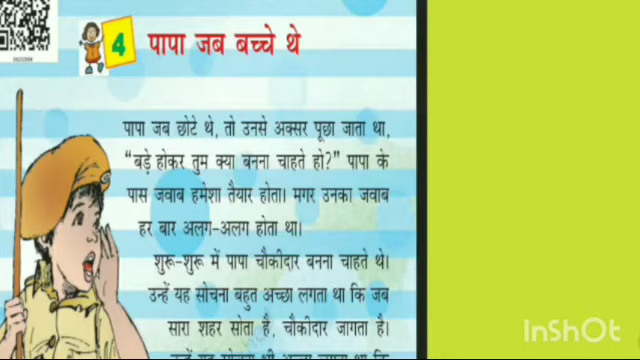 4 पापा जब बच्चे थे
पापा जब छोटे थे, तो उनसे अक्सर पूछा जाता था,
“बड़े होकर तुम क्या बनना चाहते हो?” पापा के
पास जवाब हमेशा तैयार होता। मगर उनका जवाब
हर बार अलग-अलग होता था।
शुरू-शुरू में पापा चौकीदार बनना चाहते थे।
उन्हें यह सोचना बहुत अच्छा लगता था कि जब
सारा शहर सोता है, चौकीदार जागता है।
InShOt